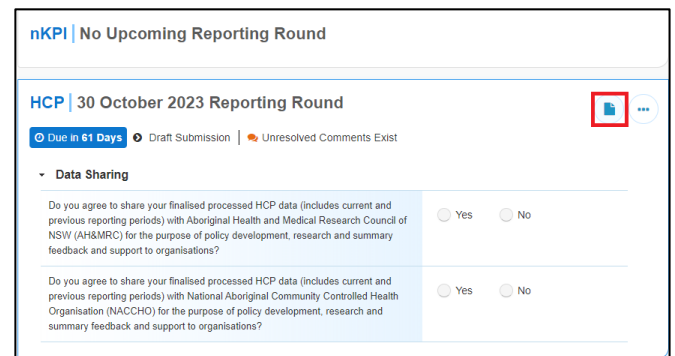 nKPI | No Upcoming Reporting Round
HCP | 30 October 2023 Reporting Round
Due in 61 Days Draft Submission | Unresolved Comments Exist
Data Sharing
Do you agree to share your finalised processed HCP data (includes current and
previous reporting periods) with Aboriginal Health and Medical Research Council of
NSW (AH&MRC) for the purpose of policy development, research and summary
feedback and support to organisations?
Yes No
Do you agree to share your finalised processed HCP data (includes current and
previous reporting periods) with National Aboriginal Community Controlled Health
Organisation (NACCHO) for the purpose of policy development, research and
summary feedback and support to organisations?
Yes No